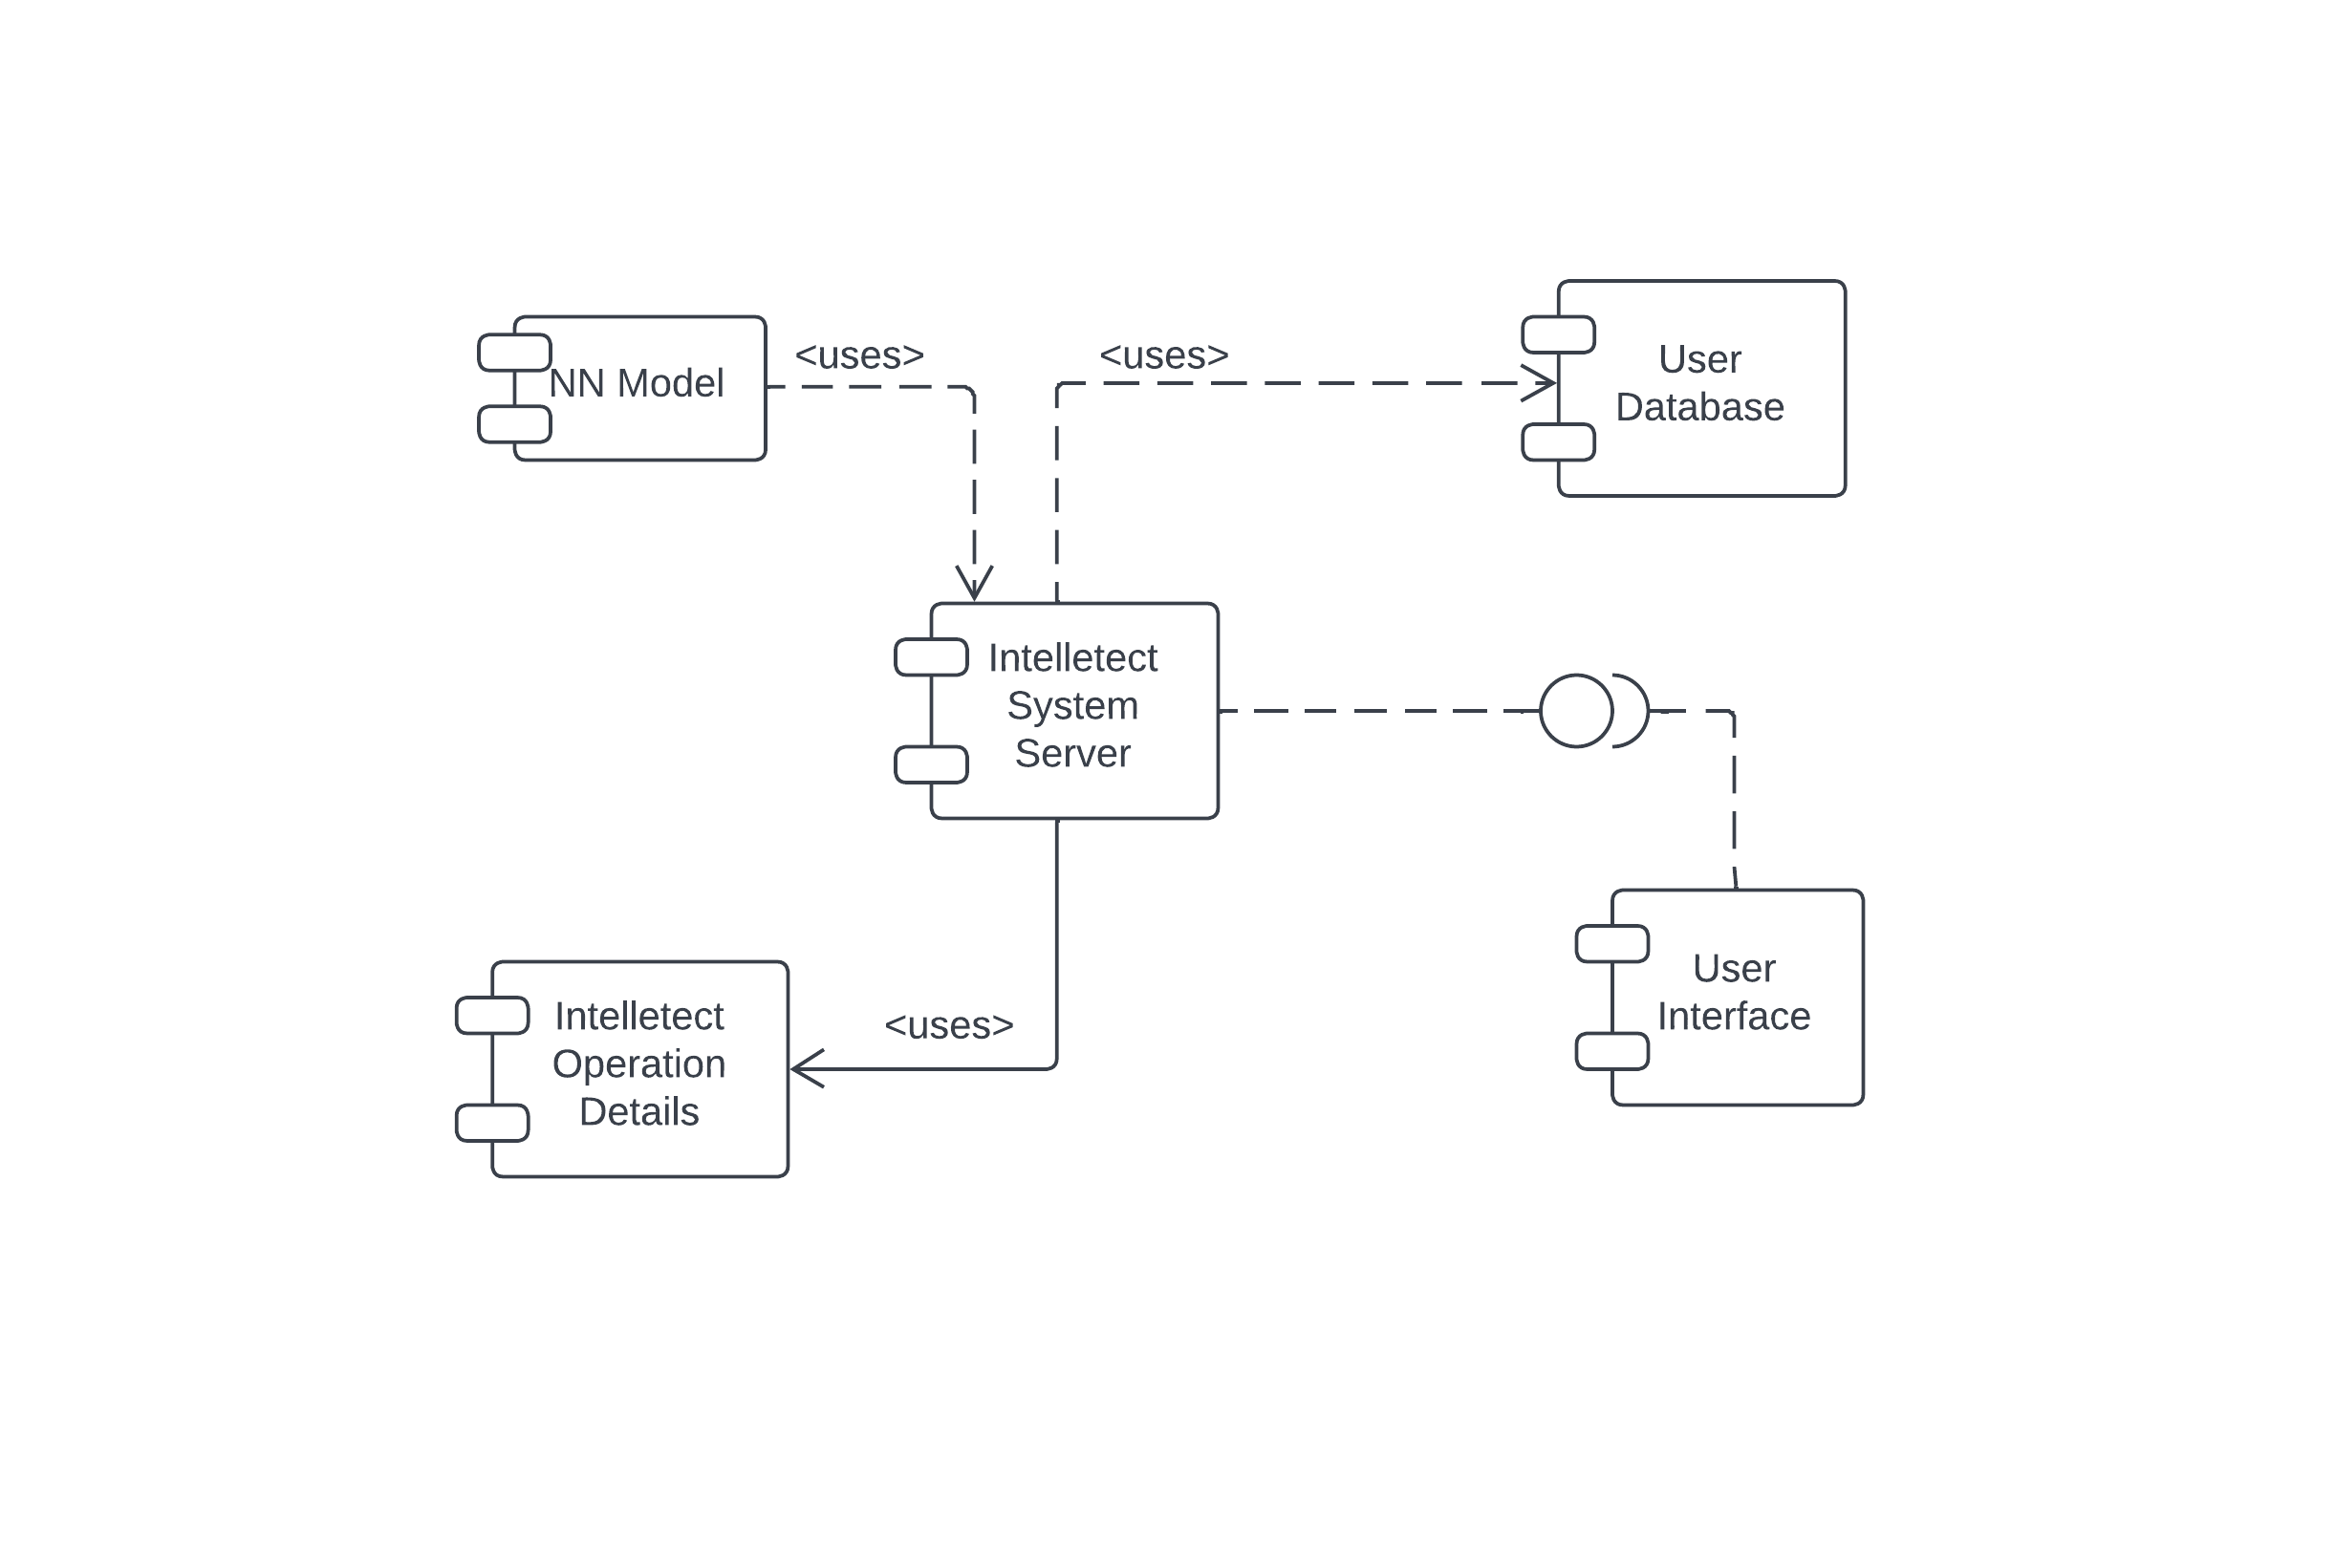 NN Model
<uses>
<uses>
User
Database
Intelletect
System
Server
User
Interface
Intelletect
Operation
Details
<uses>